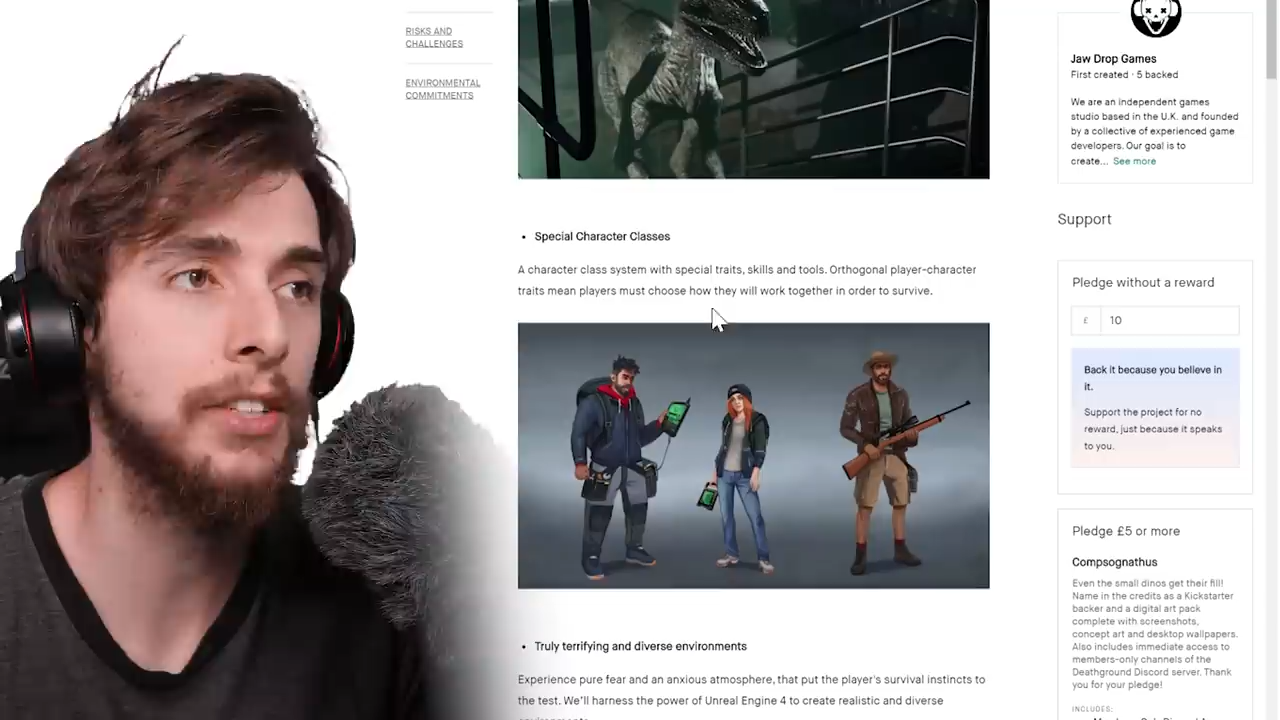 RISKS AND
CHALLENGES
ENVIRONMENTAL
COMMITMENTS
• Special Character Classes
A character class system with special traits, skills and tools. Orthogonal player-character
traits mean players must choose how they will work together in order to survive.
• Truly terrifying and diverse environments
Experience pure fear and an anxious atmosphere, that put the player's survival instincts to
the test. We'll harness the power of Unreal Engine 4 to create realistic and diverse
Jaw Drop Games
First created · 5 backed
We are an independent games
studio based in the U.K. and founded
by a collective of experienced game
developers. Our goal is to
create... See more
Support
Pledge without a reward
£ 10
Back it because you believe in
it.
Support the project for no
reward, just because it speaks
to you.
Pledge £5 or more
Compsognathus
Even the small dinos get their fill!
Name in the credits as a Kickstarter
backer and a digital art pack
complete with screenshots,
concept art and desktop wallpapers.
Also includes immediate access to
members-only channels of the
Deathground Discord server. Thank
you for your pledge!
INCLUDES: